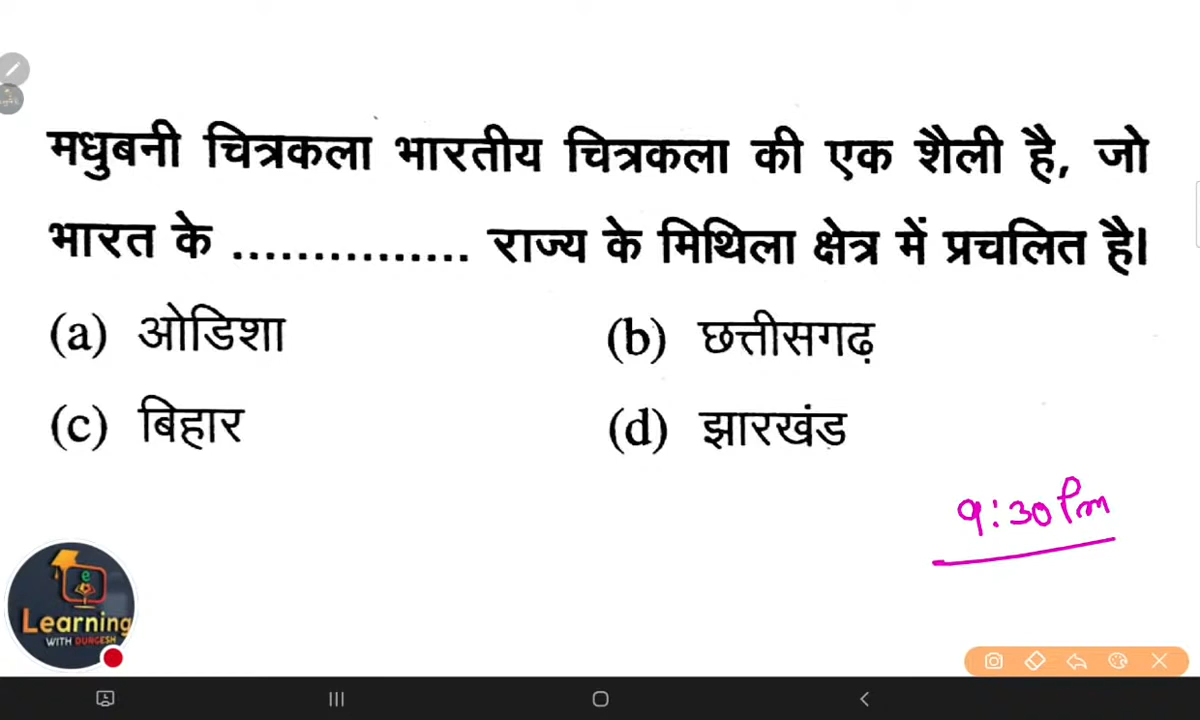 मधुबनी चित्रकला भारतीय चित्रकला की एक शैली है, जो
भारत के ............... राज्य के मिथिला क्षेत्र में प्रचलित है।
(a) ओडिशा (b) छत्तीसगढ़
(c) बिहार (d) झारखंड
9:30 Pm
e
Learning
WITH DURGESH